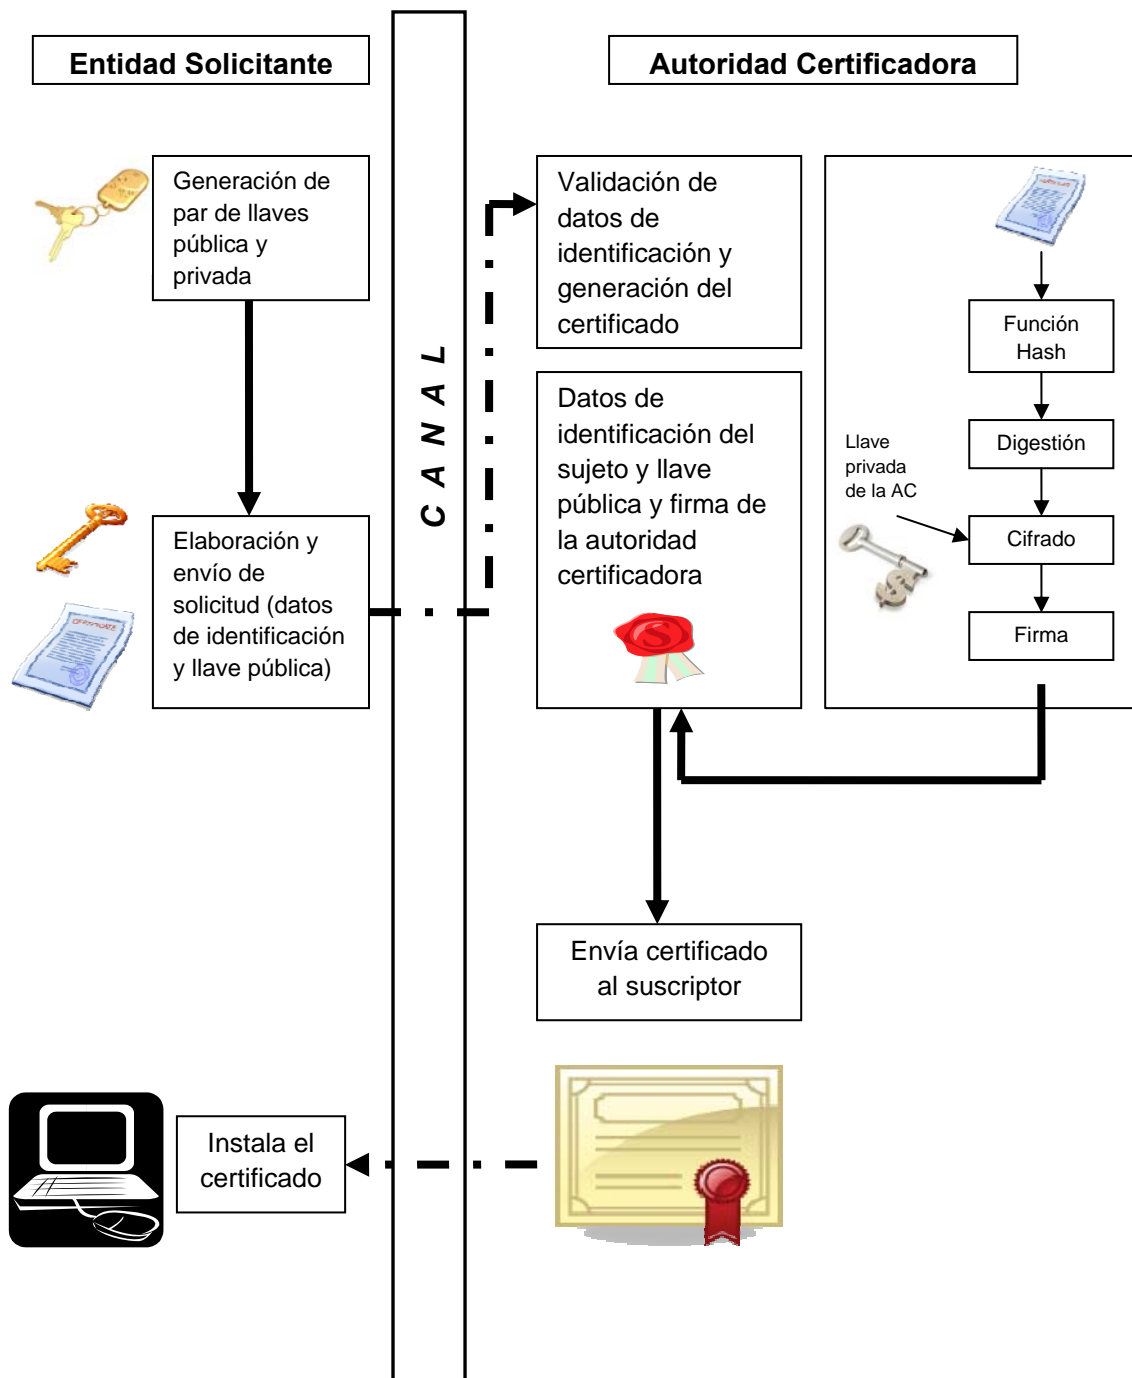 Entidad Solicitante
Autoridad Certificadora
Generación de
par de llaves
pública y
privada
Elaboración y
envío de
solicitud (datos
de identificación
y llave pública)
CERTIFICATE
CANAL
Validación de
datos de
identificación y
generación del
certificado
Datos de
identificación del
sujeto y llave
pública y firma de
la autoridad
certificadora
S
Función
Hash
Digestión
Llave
privada
de la AC
$
Cifrado
Firma
Envía certificado
al suscriptor
Instala el
certificado